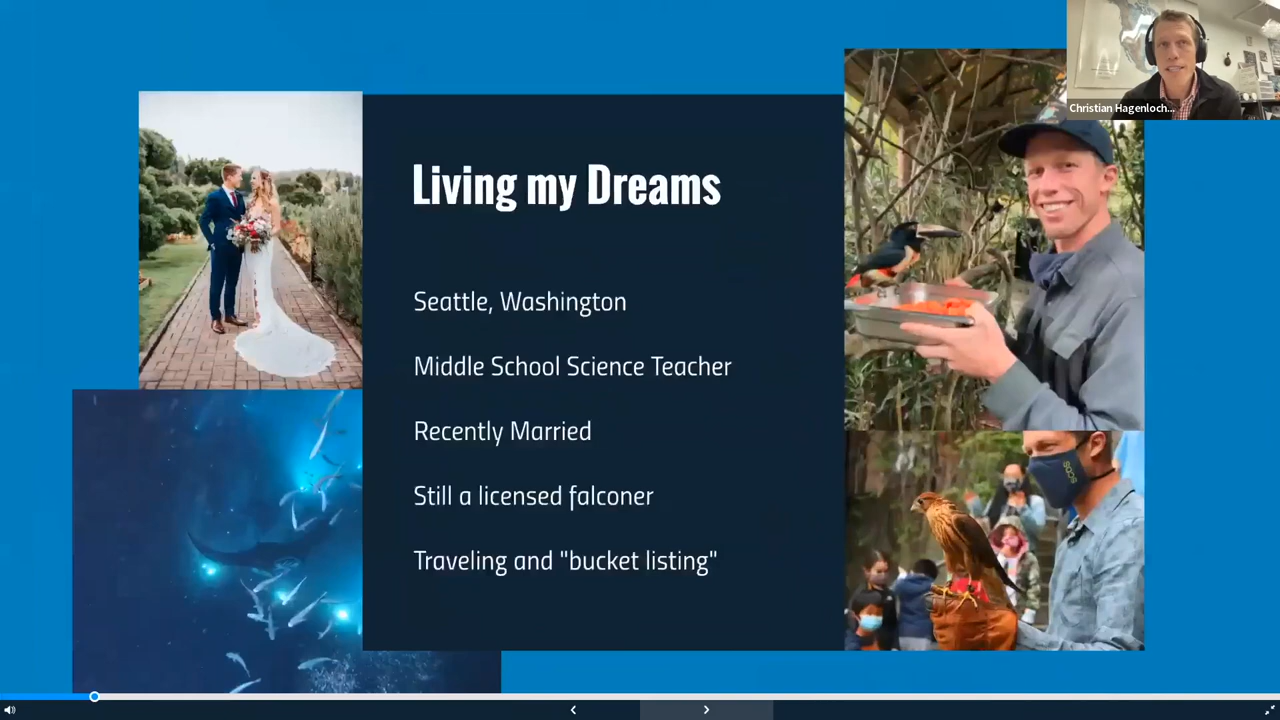 Christian Hagenloch...
Living my Dreams
Seattle, Washington
Middle School Science Teacher
Recently Married
Still a licensed falconer
Traveling and "bucket listing"
SCDS